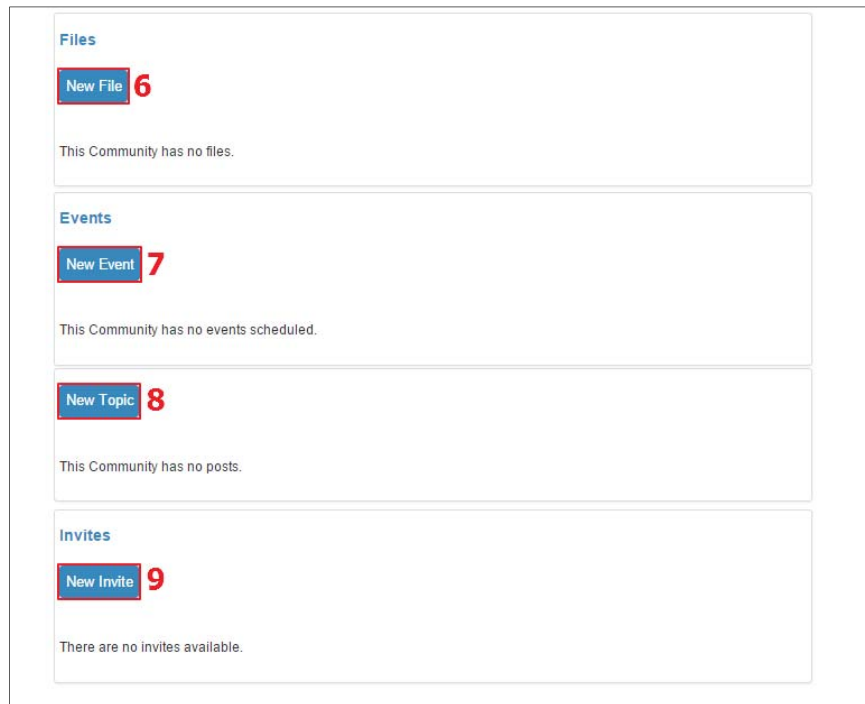 Files
New File 6
This Community has no files.
Events
New Event 7
This Community has no events scheduled.
New Topic 8
This Community has no posts.
Invites
New Invite 9
There are no invites available.